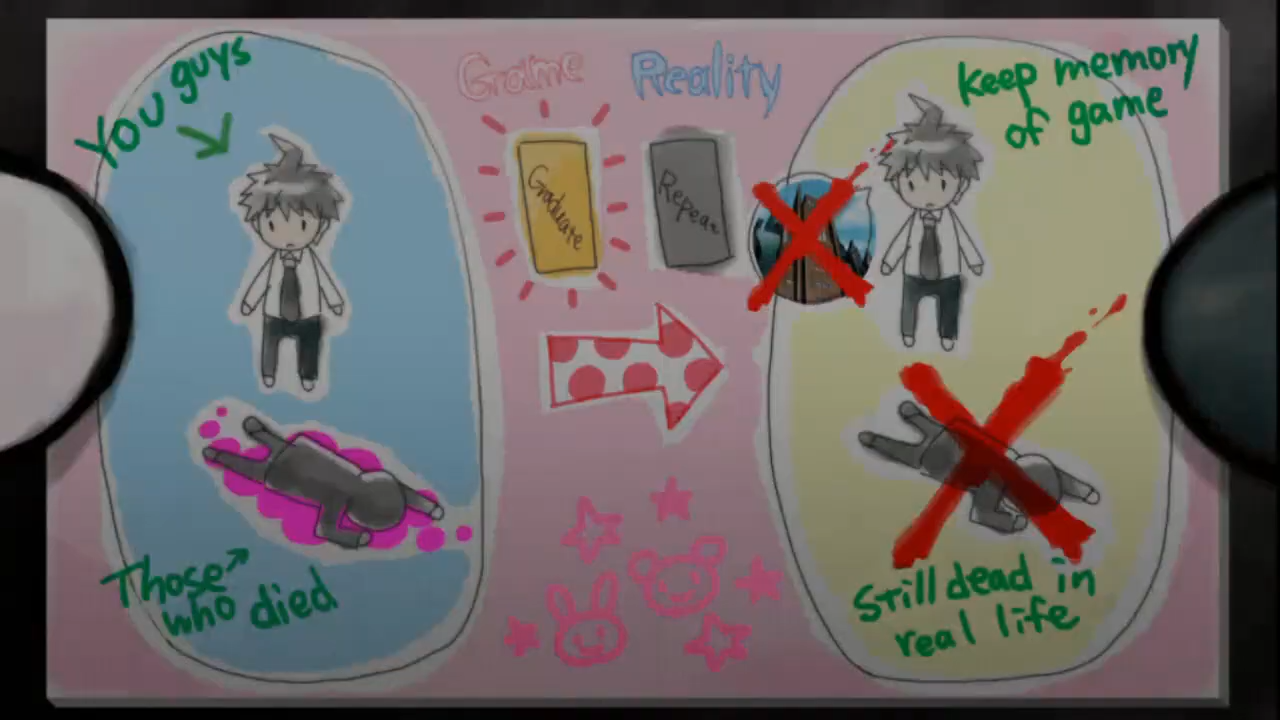 You guys
Game
Reality
Keep memory
of game
Graduate
Repeat
Those
who died
Still dead in
real life